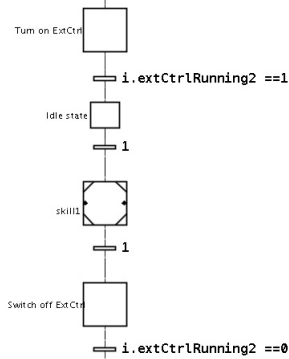 Turn on ExtCtrl
i.extCtrlRunning2 ==1
Idle state
1
skill1
1
Switch off ExtCtrl
i.extCtrlRunning2 ==0